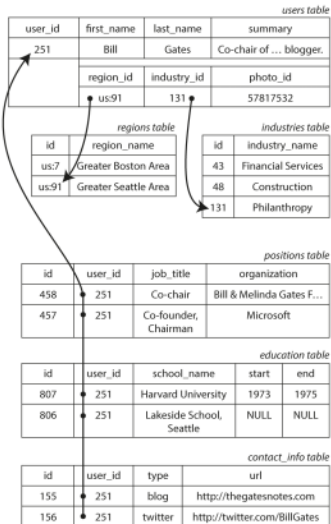 users table
user_id first_name last_name summary
251 Bill Gates Co-chair of … blogger.
region_id industry_id photo_id
us:91 131 57817532
regions table
id region_name
us:7 Greater Boston Area
us:91 Greater Seattle Area
industries table
id industry_name
43 Financial Services
48 Construction
131 Philanthropy
positions table
id user_id job_title organization
458 251 Co-chair Bill & Melinda Gates F…
457 251 Co-founder, Microsoft
Chairman
education table
id user_id school_name start end
807 251 Harvard University 1973 1975
806 251 Lakeside School, NULL NULL
Seattle
contact_info table
id user_id type url
155 251 blog http://thegatesnotes.com
156 251 twitter http://twitter.com/BillGates